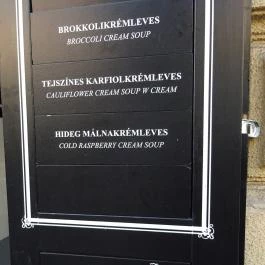 BROKKOLIKRÉMLEVES
BROCCOLI CREAM SOUP
TEJSZÍNES KARFIOLKRÉMLEVES
CAULIFLOWER CREAM SOUP W CREAM
HIDEG MÁLNAKRÉMLEVES
COLD RASPBERRY CREAM SOUP